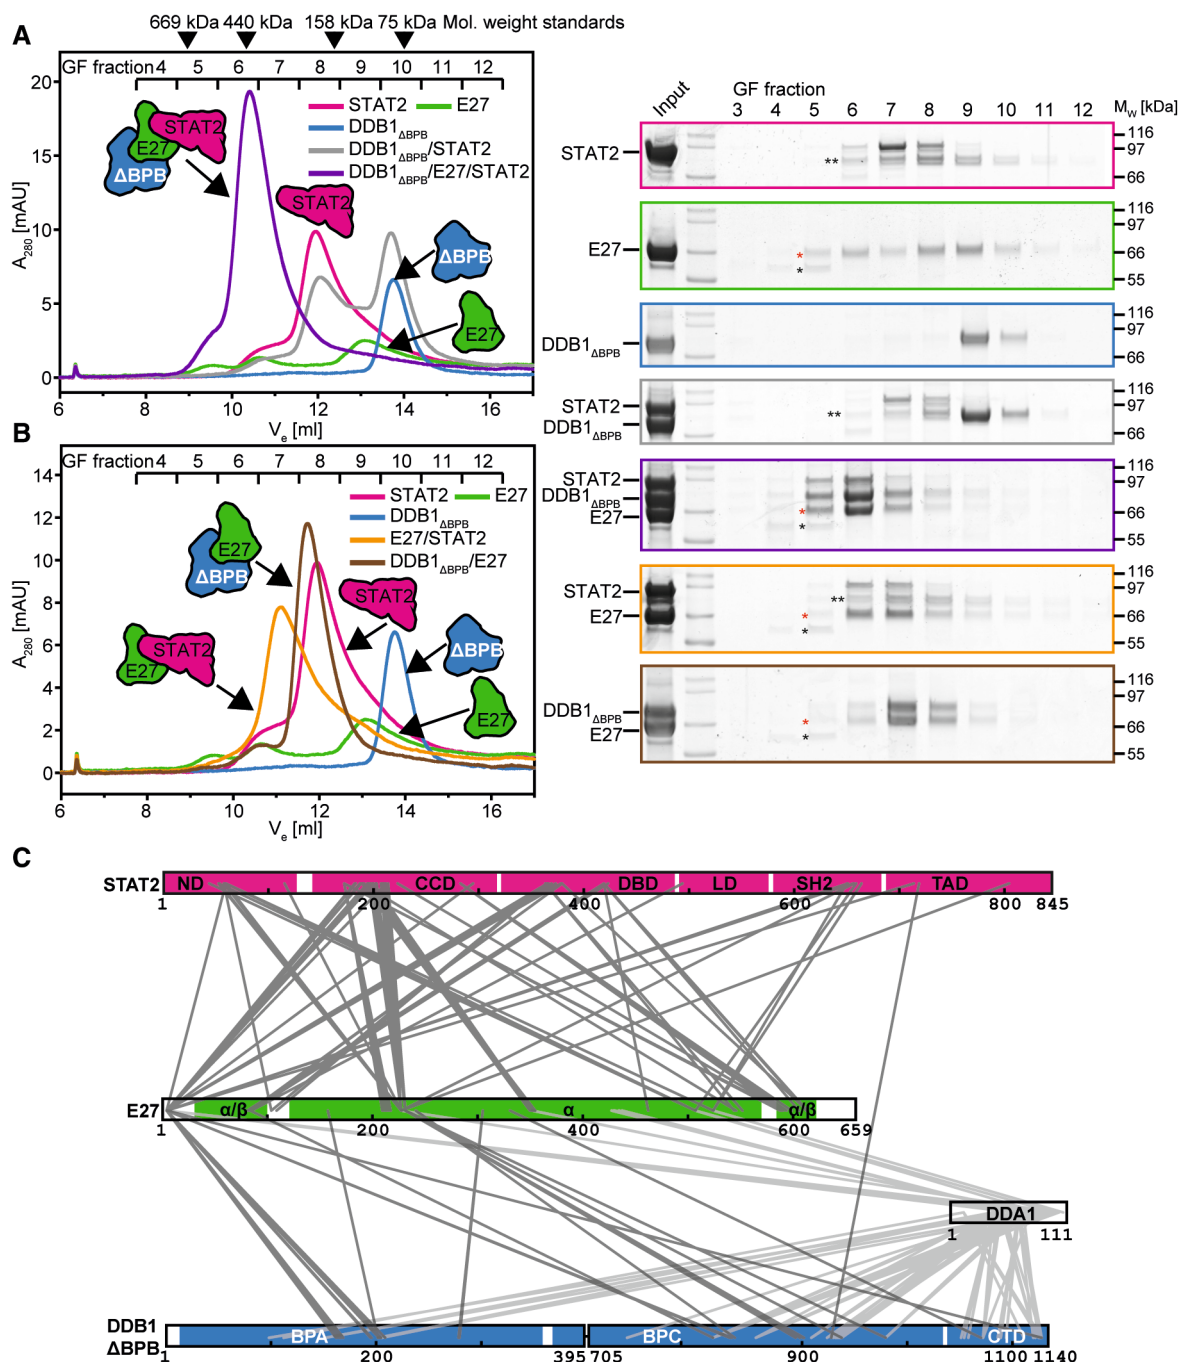 A
669 kDa 440 kDa 158 kDa 75 kDa Mol. weight standards
GF fraction 4 5 6 7 8 9 10 11 12
STAT2 E27
DDB1ΔBPB
DDB1ΔBPB/STAT2
DDB1ΔBPB/E27/STAT2
STAT2
E27
ΔBPB
STAT2
ΔBPB
E27
A280 [mAU]
20
15
10
5
0
6 8 10 12 14 16
Ve [ml]
Input
GF fraction
3 4 5 6 7 8 9 10 11 12
MW [kDa]
STAT2
**
116
97
66
E27
*
*
116
97
66
55
DDB1ΔBPB
116
97
66
STAT2
DDB1ΔBPB
**
116
97
66
STAT2
DDB1ΔBPB
E27
*
*
116
97
66
55
STAT2
E27
**
*
*
116
97
66
55
DDB1ΔBPB
E27
*
*
116
97
66
55
B
GF fraction 4 5 6 7 8 9 10 11 12
STAT2 E27
DDB1ΔBPB
E27/STAT2
DDB1ΔBPB/E27
E27
ΔBPB
STAT2
ΔBPB
E27
STAT2
E27
A280 [mAU]
14
12
10
8
6
4
2
0
6 8 10 12 14 16
Ve [ml]
C
STAT2 ND CCD DBD LD SH2 TAD
1 200 400 600 800 845
E27 α/β α α/β
1 200 400 600 659
DDA1
1 111
DDB1
ΔBPB
BPA BPC CTD
1 200 395 705 900 1100 1140